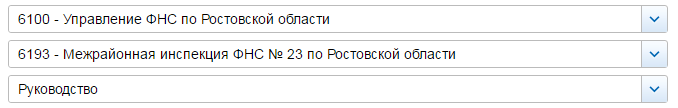 6100 - Управление ФНС по Ростовской области
6193 - Межрайонная инспекция ФНС № 23 по Ростовской области
Руководство